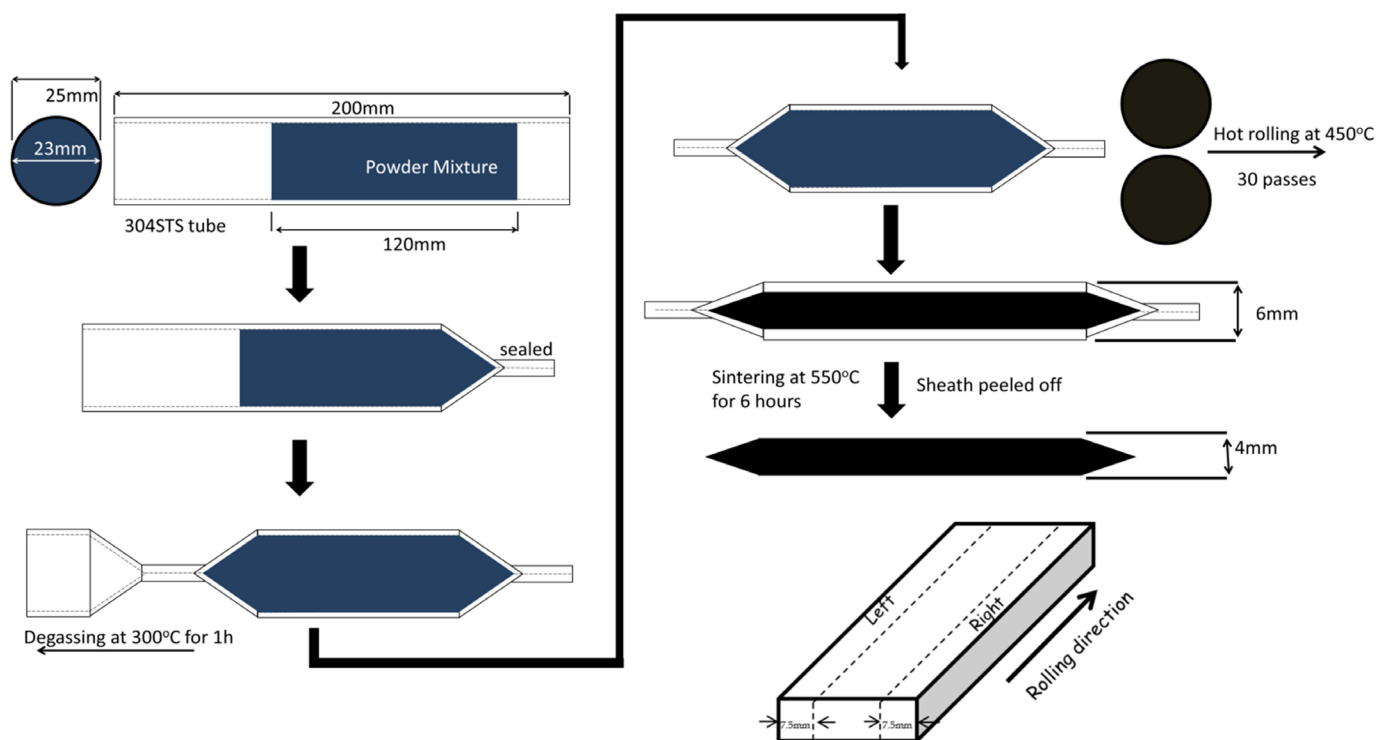 25mm
23mm
200mm
Powder Mixture
304STS tube
120mm
sealed
Degassing at 300°C for 1h
Hot rolling at 450°C
30 passes
6mm
Sintering at 550°C
for 6 hours
Sheath peeled off
4mm
Left
Right
Rolling direction
7.5mm
7.5mm